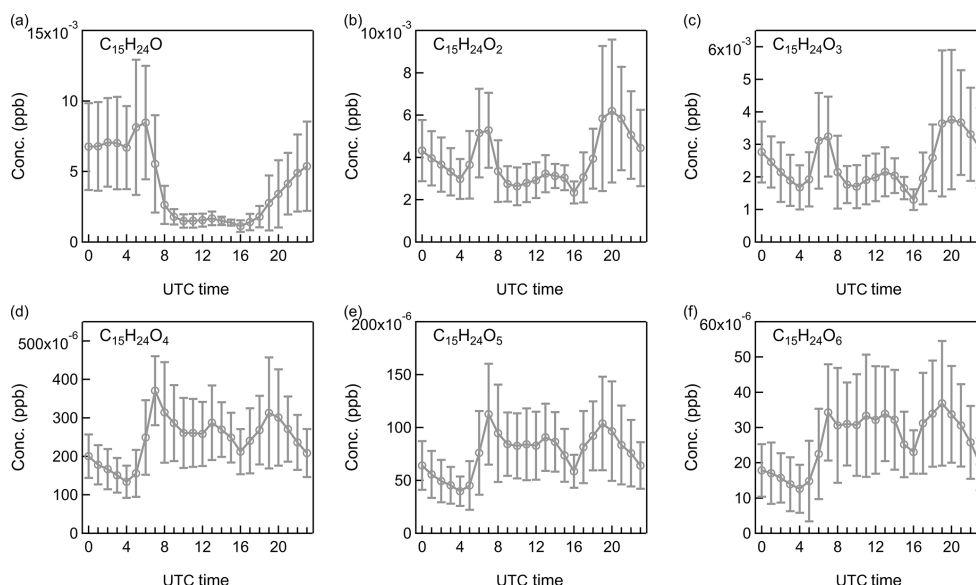 (a) (b) (c)
15x10⁻³ C₁₅H₂₄O 10x10⁻³ C₁₅H₂₄O₂ 6x10⁻³ C₁₅H₂₄O₃
Conc. (ppb) 10 5 0
Conc. (ppb) 8 6 4 2 0
Conc. (ppb) 5 4 3 2 1 0
0 4 8 12 16 20 0 4 8 12 16 20 0 4 8 12 16 20
UTC time UTC time UTC time
(d) (e) (f)
500x10⁻⁶ C₁₅H₂₄O₄ 200x10⁻⁶ C₁₅H₂₄O₅ 60x10⁻⁶ C₁₅H₂₄O₆
Conc. (ppb) 400 300 200 100 0
Conc. (ppb) 150 100 50 0
Conc. (ppb) 50 40 30 20 10 0
0 4 8 12 16 20 0 4 8 12 16 20 0 4 8 12 16 20
UTC time UTC time UTC time